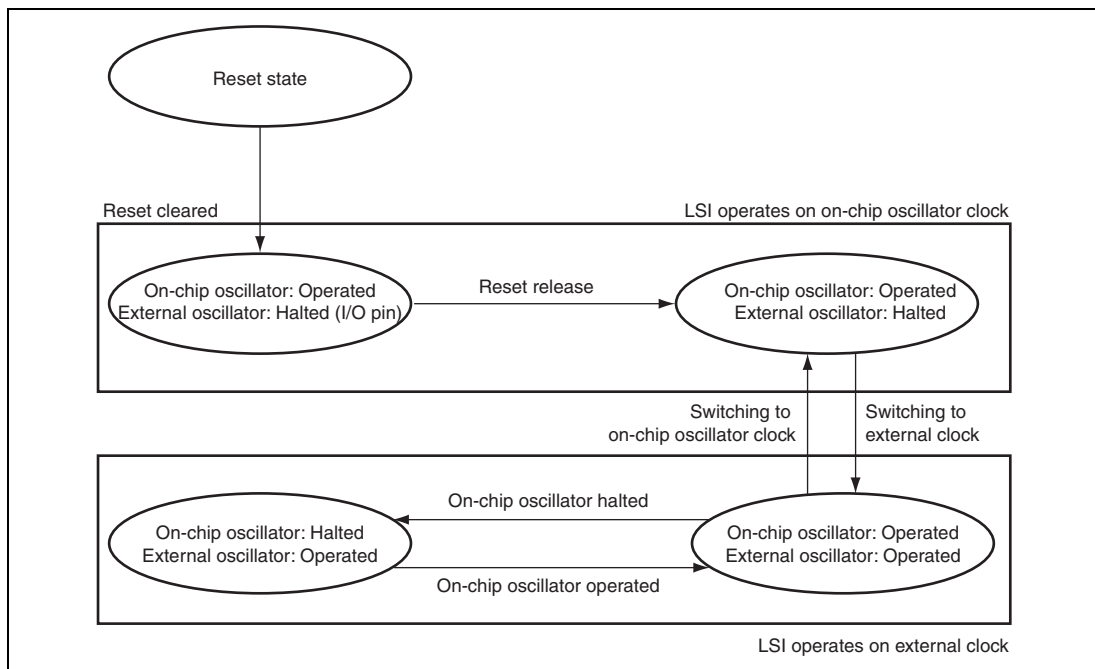 Reset state
Reset cleared
LSI operates on on-chip oscillator clock
On-chip oscillator: Operated
External oscillator: Halted (I/O pin)
Reset release
On-chip oscillator: Operated
External oscillator: Halted
Switching to
on-chip oscillator clock
Switching to
external clock
On-chip oscillator: Halted
External oscillator: Operated
On-chip oscillator halted
On-chip oscillator operated
On-chip oscillator: Operated
External oscillator: Operated
LSI operates on external clock